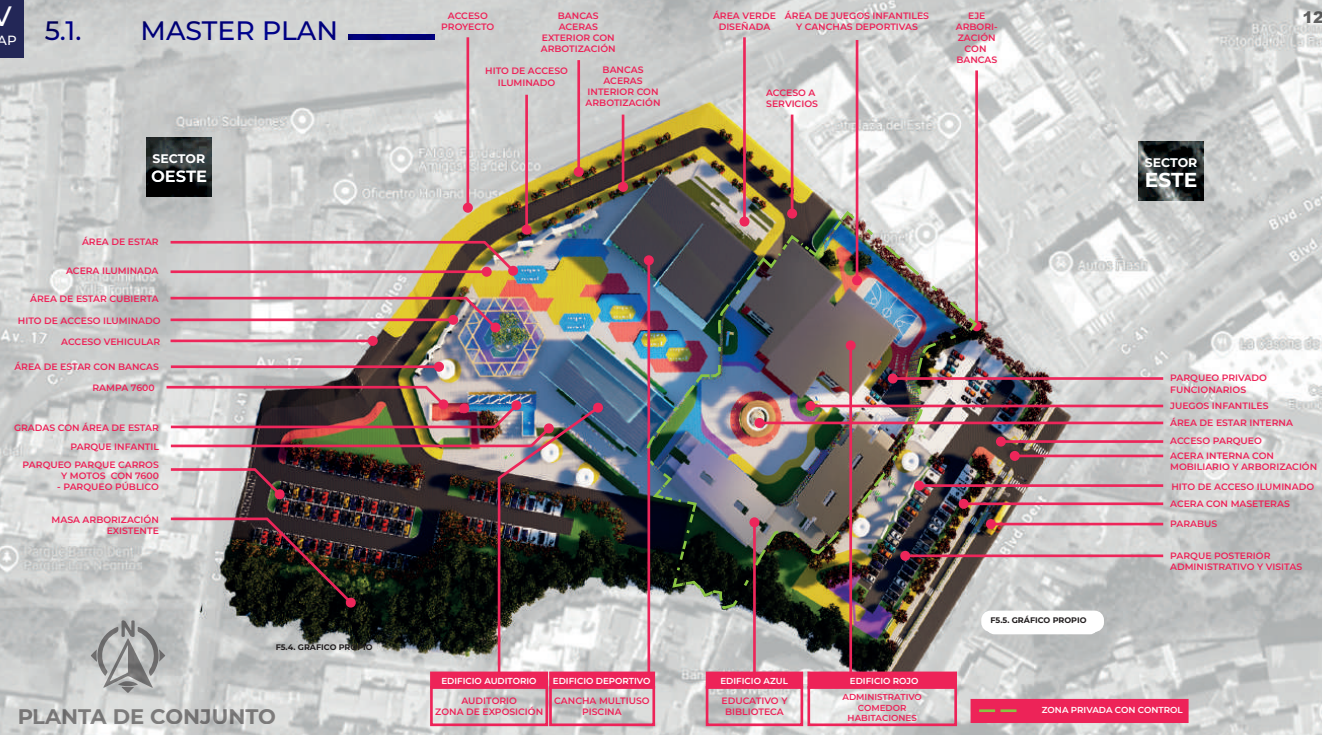 V
AP
5.1. MASTER PLAN
12
ACCESO
PROYECTO
BANCAS
ACERAS
EXTERIOR CON
ARBOTIZACIÓN
HITO DE ACCESO
ILUMINADO
BANCAS
ACERAS
INTERIOR CON
ARBOTIZACIÓN
ÁREA VERDE
DISEÑADA
ÁREA DE JUEGOS INFANTILES
Y CANCHAS DEPORTIVAS
ACCESO A
SERVICIOS
EJE
ARBORI-
ZACIÓN
CON
BANCAS
SECTOR
OESTE
SECTOR
ESTE
Quanto Soluciones
Oficentro Holland House
Autos Flash
Av. 17
Av. 17
C. 41
C. 41
C. 41
ÁREA DE ESTAR
ACERA ILUMINADA
ÁREA DE ESTAR CUBIERTA
HITO DE ACCESO ILUMINADO
ACCESO VEHICULAR
ÁREA DE ESTAR CON BANCAS
RAMPA 7600
GRADAS CON ÁREA DE ESTAR
PARQUE INFANTIL
PARQUEO PARQUE CARROS
Y MOTOS CON 7600
- PARQUEO PÚBLICO
MASA ARBORIZACIÓN
EXISTENTE
PARQUEO PRIVADO
FUNCIONARIOS
JUEGOS INFANTILES
ÁREA DE ESTAR INTERNA
ACCESO PARQUEO
ACERA INTERNA CON
MOBILIARIO Y ARBORIZACIÓN
HITO DE ACCESO ILUMINADO
ACERA CON MASETERAS
PARABUS
PARQUE POSTERIOR
ADMINISTRATIVO Y VISITAS
F5.5. GRÁFICO PROPIO
F5.4. GRÁFICO PROPIO
N
PLANTA DE CONJUNTO
EDIFICIO AUDITORIO
AUDITORIO
ZONA DE EXPOSICIÓN
EDIFICIO DEPORTIVO
CANCHA MULTIUSO
PISCINA
EDIFICIO AZUL
EDUCATIVO Y
BIBLIOTECA
EDIFICIO ROJO
ADMINISTRATIVO
COMEDOR
HABITACIONES
ZONA PRIVADA CON CONTROL